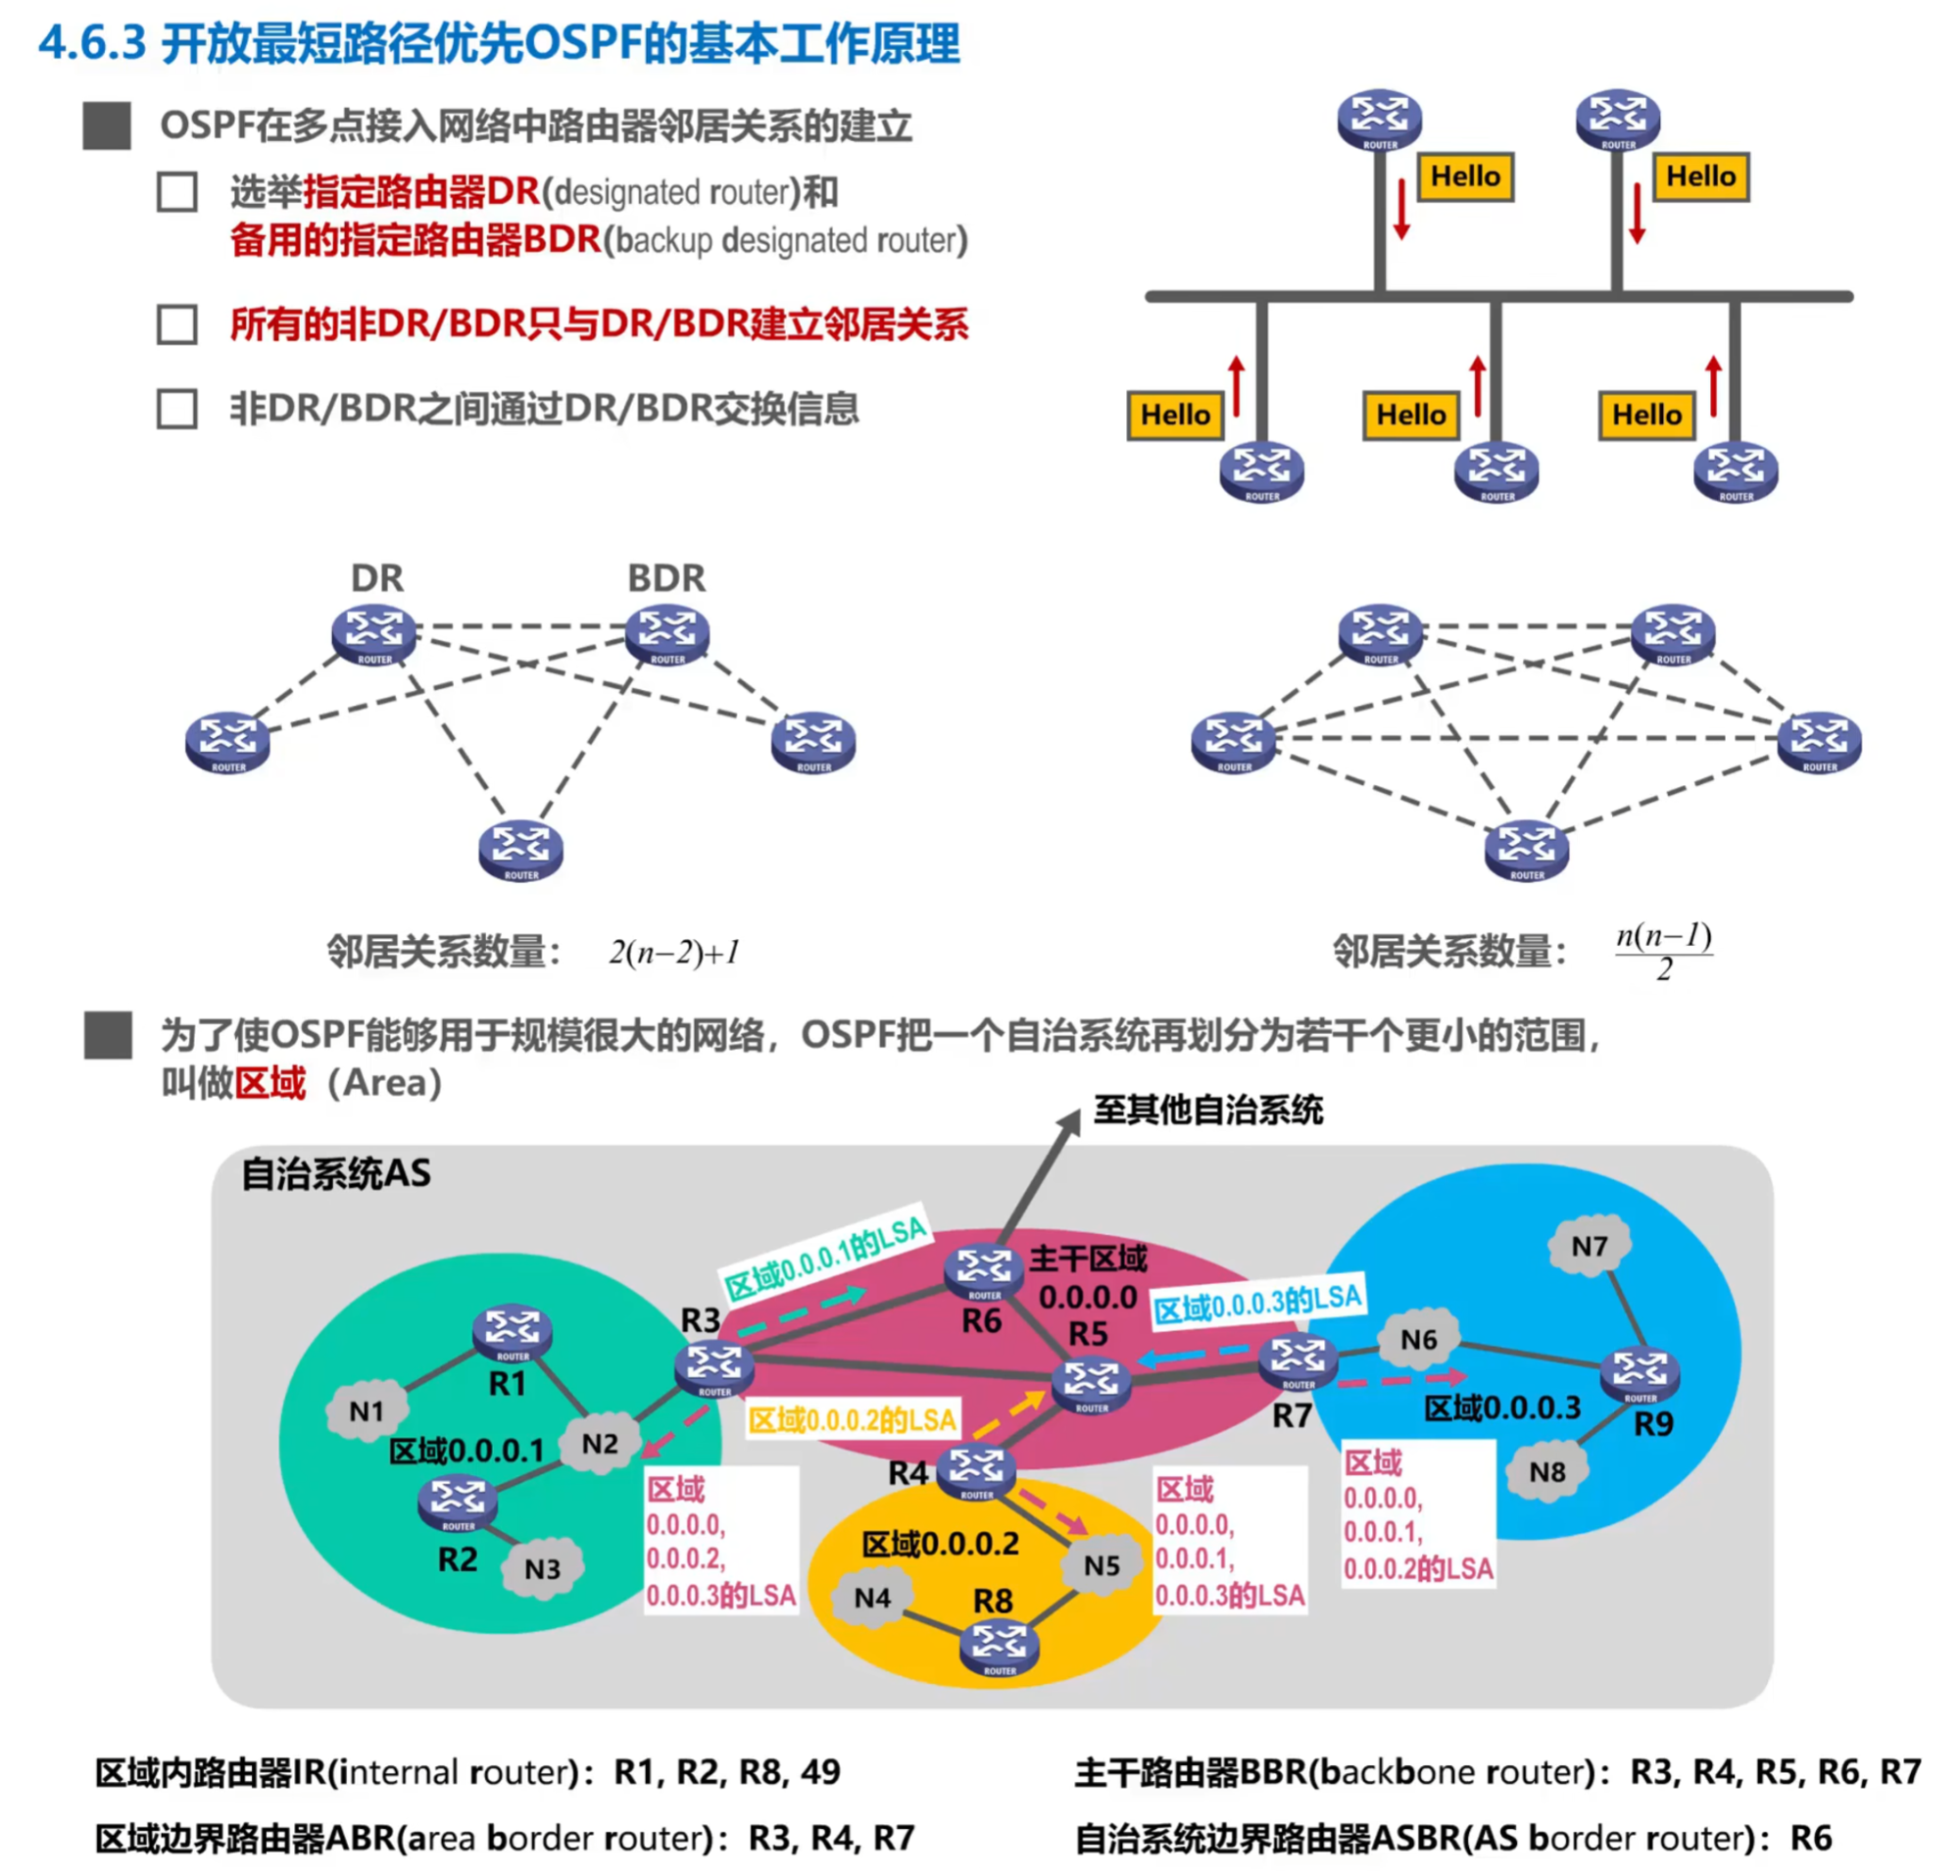 4.6.3 开放最短路径优先OSPF的基本工作原理
OSPF在多点接入网络中路由器邻居关系的建立
选举指定路由器DR(designated router)和
备用的指定路由器BDR(backup designated router)
所有的非DR/BDR只与DR/BDR建立邻居关系
非DR/BDR之间通过DR/BDR交换信息
ROUTER
ROUTER
Hello
Hello
Hello
Hello
Hello
ROUTER
ROUTER
ROUTER
DR
BDR
ROUTER
ROUTER
ROUTER
ROUTER
ROUTER
邻居关系数量： 2(n−2)+1
ROUTER
ROUTER
ROUTER
ROUTER
ROUTER
邻居关系数量： n(n−1)
2
为了使OSPF能够用于规模很大的网络，OSPF把一个自治系统再划分为若干个更小的范围，
叫做区域（Area）
至其他自治系统
自治系统AS
区域0.0.0.1的LSA
主干区域
0.0.0.0
ROUTER
R6
R5
ROUTER
区域0.0.0.3的LSA
R3
ROUTER
区域0.0.0.2的LSA
ROUTER
R1
N1
N2
区域0.0.0.1
ROUTER
R2
N3
区域
0.0.0.0,
0.0.0.2,
0.0.0.3的LSA
R4
ROUTER
区域0.0.0.2
N4
N5
R8
ROUTER
区域
0.0.0.0,
0.0.0.1,
0.0.0.3的LSA
ROUTER
R7
N6
N7
区域0.0.0.3
ROUTER
R9
N8
区域
0.0.0.0,
0.0.0.1,
0.0.0.2的LSA
区域内路由器IR(internal router)： R1, R2, R8, 49
主干路由器BBR(backbone router)： R3, R4, R5, R6, R7
区域边界路由器ABR(area border router)： R3, R4, R7
自治系统边界路由器ASBR(AS border router)： R6